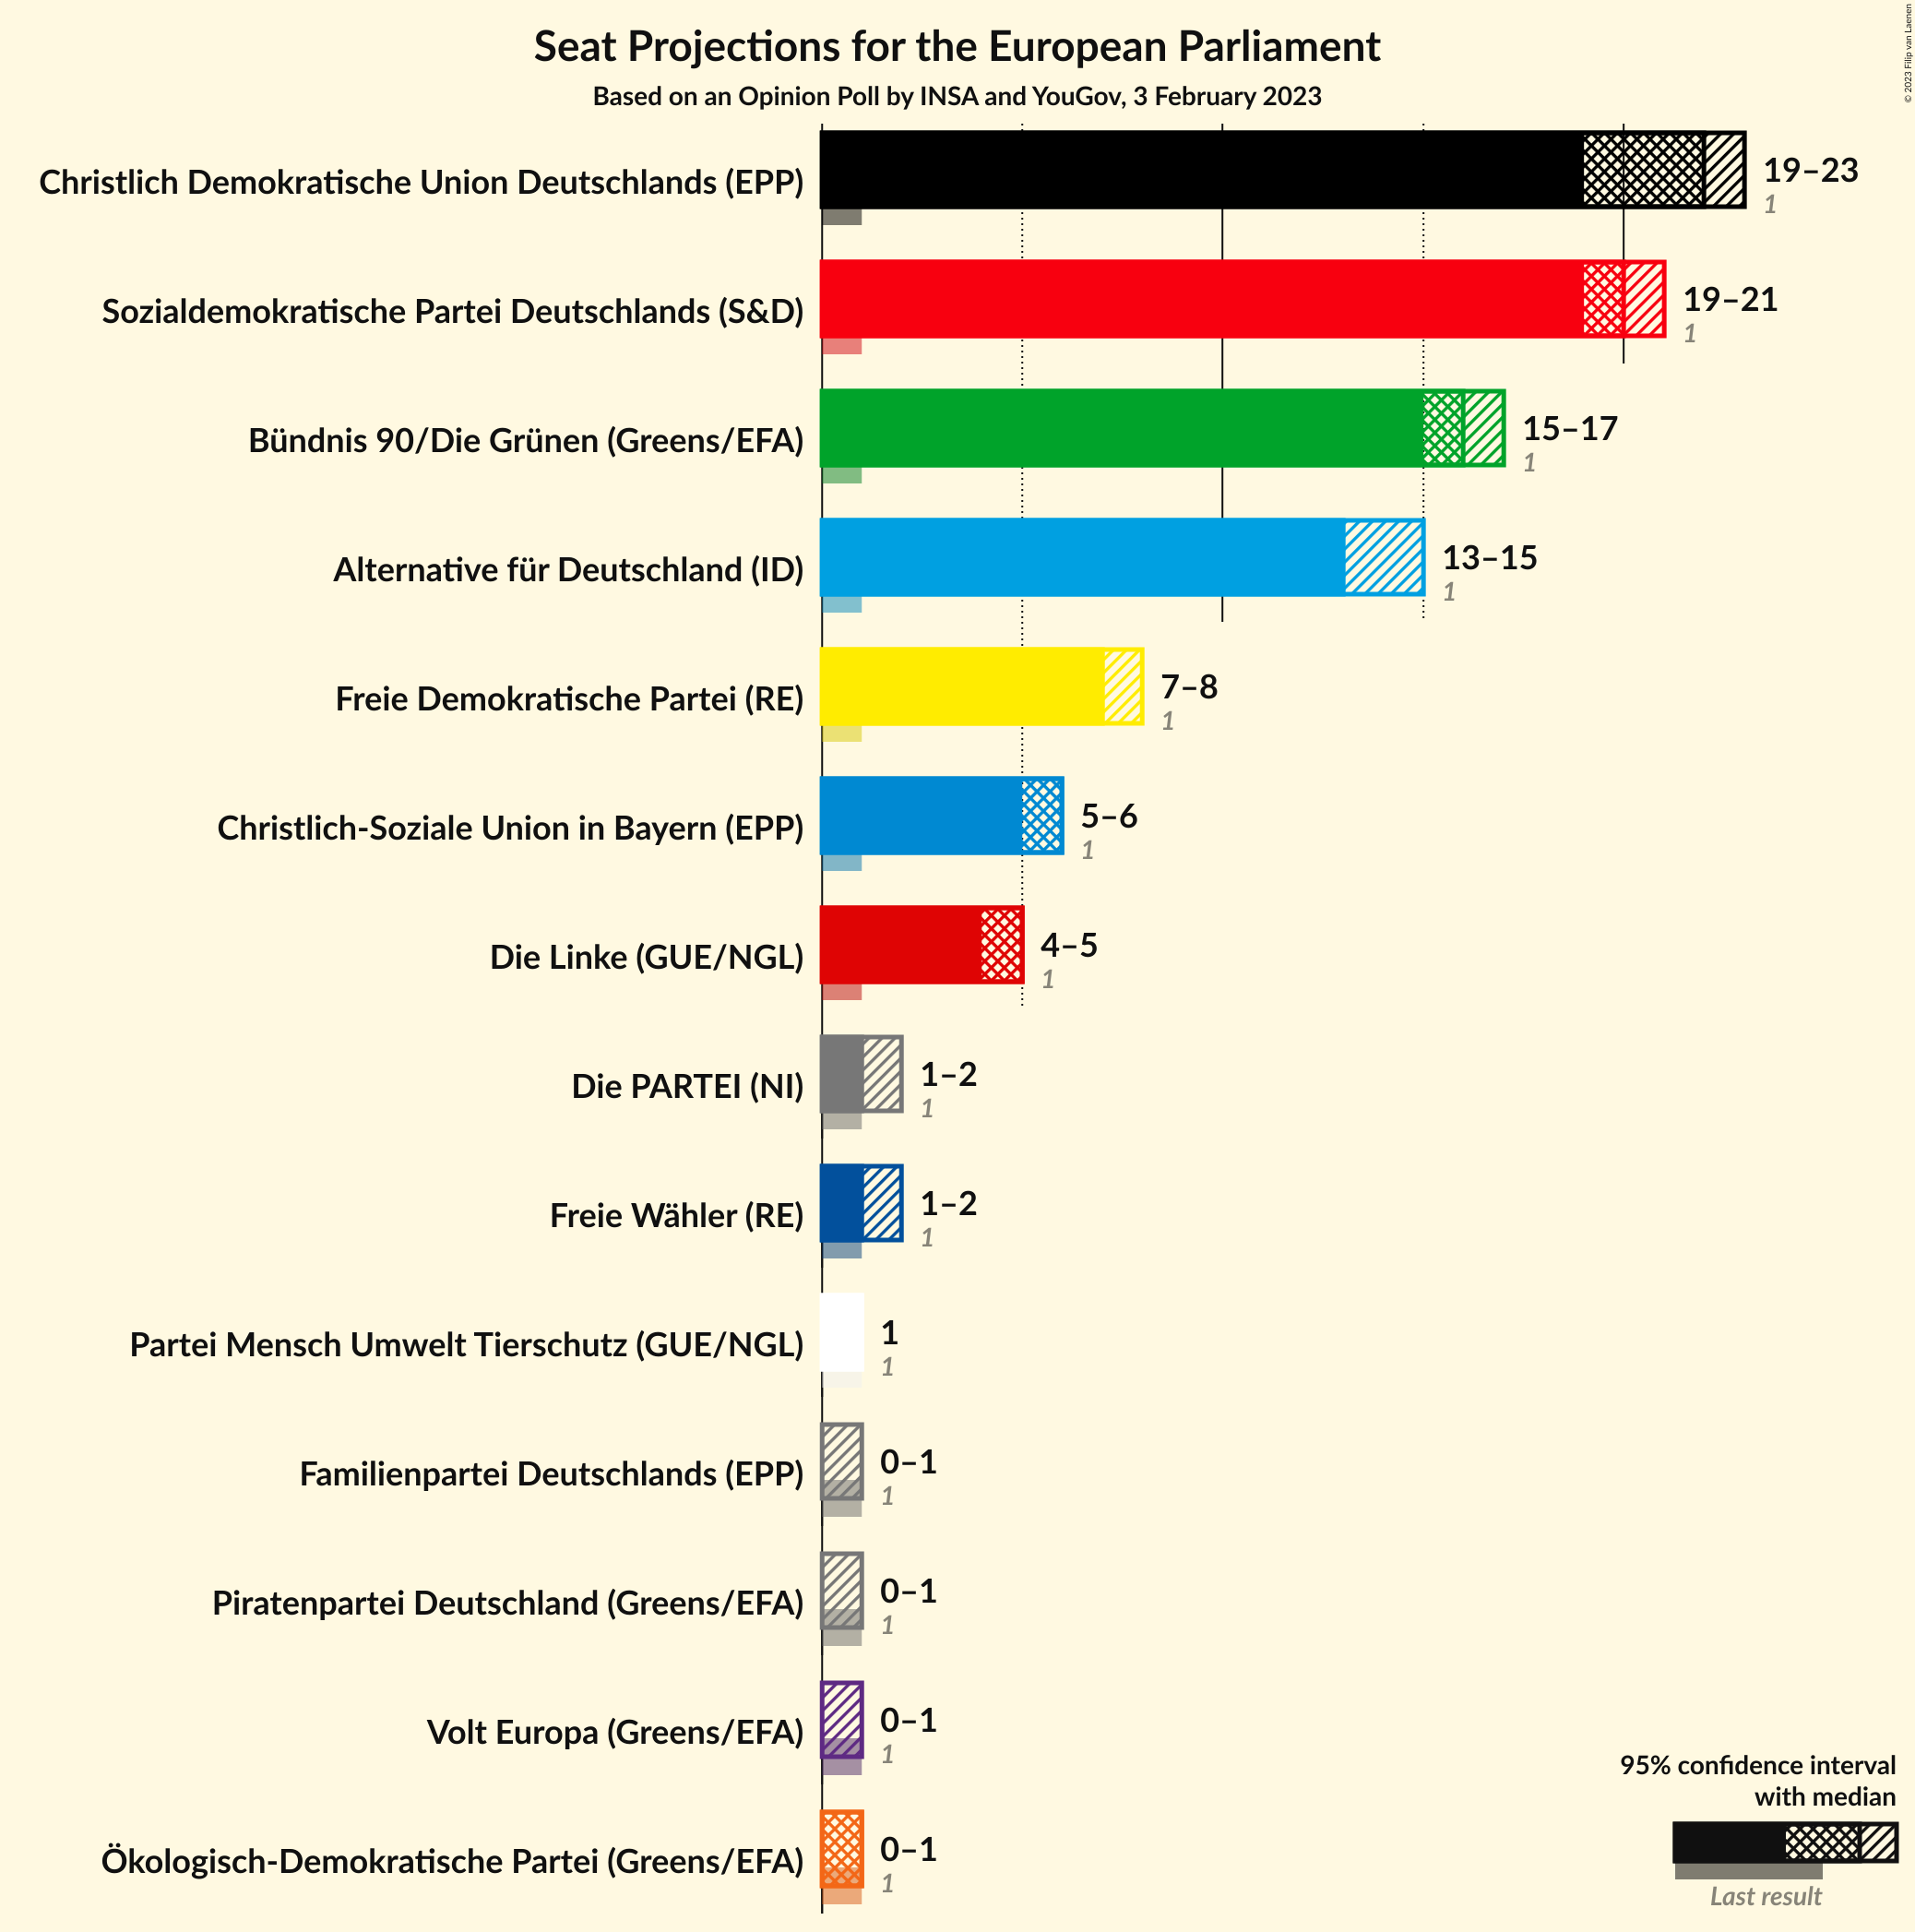 Seat Projections for the European Parliament
Based on an Opinion Poll by INSA and YouGov, 3 February 2023
© 2023 Filip van Laenen
Christlich Demokratische Union Deutschlands (EPP)
19–23
1
Sozialdemokratische Partei Deutschlands (S&D)
19–21
1
Bündnis 90/Die Grünen (Greens/EFA)
15–17
1
Alternative für Deutschland (ID)
13–15
1
Freie Demokratische Partei (RE)
7–8
1
Christlich-Soziale Union in Bayern (EPP)
5–6
1
Die Linke (GUE/NGL)
4–5
1
Die PARTEI (NI)
1–2
1
Freie Wähler (RE)
1–2
1
Partei Mensch Umwelt Tierschutz (GUE/NGL)
1
1
Familienpartei Deutschlands (EPP)
0–1
1
Piratenpartei Deutschland (Greens/EFA)
0–1
1
Volt Europa (Greens/EFA)
0–1
1
Ökologisch-Demokratische Partei (Greens/EFA)
0–1
1
95% confidence interval
with median
Last result